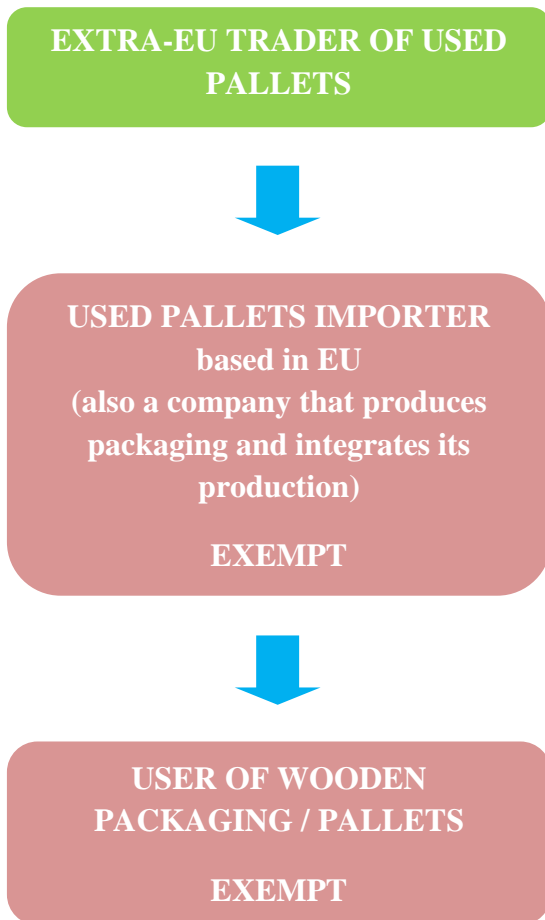 EXTRA-EU TRADER OF USED
PALLETS
USED PALLETS IMPORTER
based in EU
(also a company that produces
packaging and integrates its
production)
EXEMPT
USER OF WOODEN
PACKAGING / PALLETS
EXEMPT